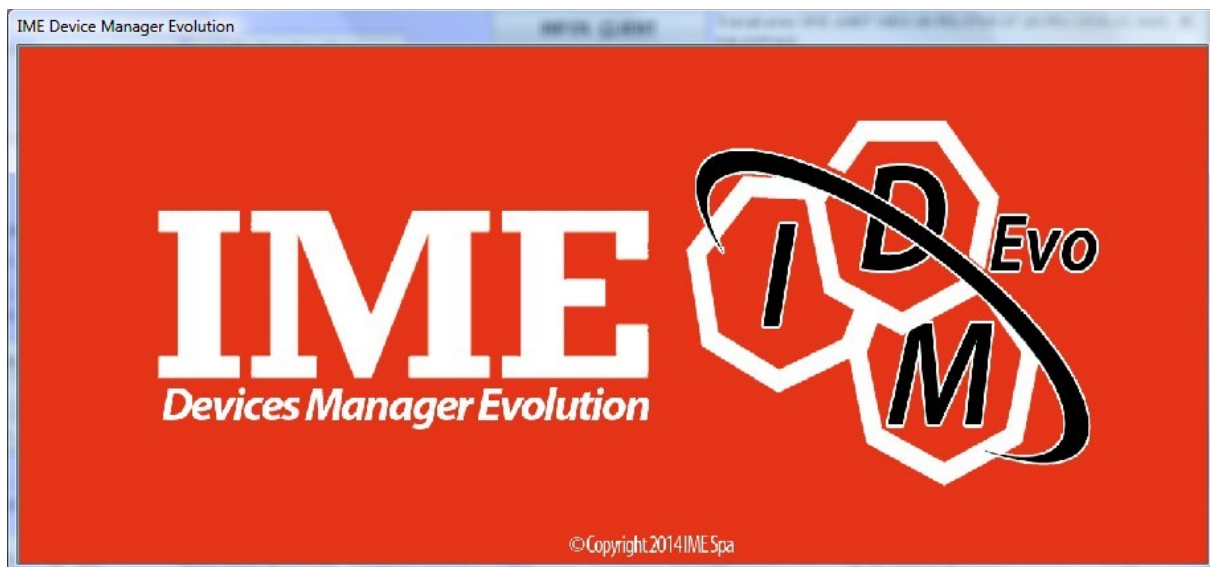 IME Device Manager Evolution
IME
Devices Manager Evolution
I
D
M
Evo
©Copyright 2014 IME Spa